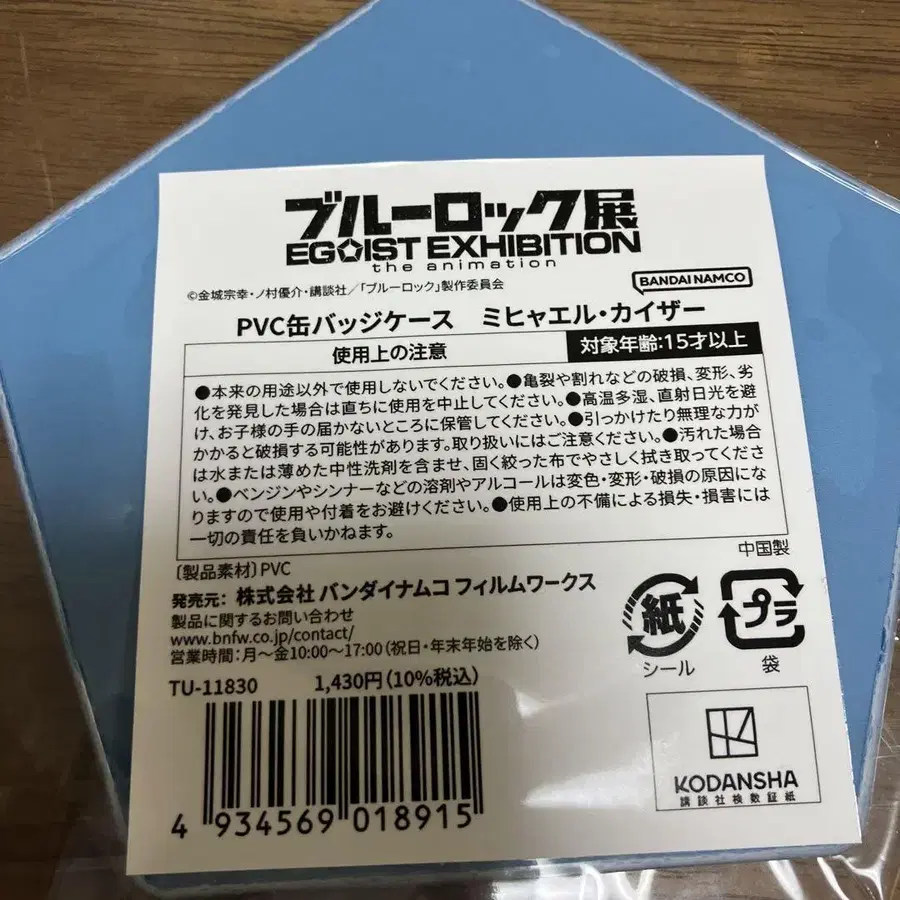 ブルーロック展
EGOIST EXHIBITION
the animation
BANDAI NAMCO
©金城宗幸・ノ村優介・講談社/「ブルーロック」製作委員会
PVC缶バッジケース ミヒャエル・カイザー
使用上の注意
対象年齢:15才以上
●本来の用途以外で使用しないでください。●亀裂や割れなどの破損、変形、劣
化を発見した場合は直ちに使用を中止してください。●高温多湿、直射日光を避
け、お子様の手の届かないところに保管してください。●引っかけたり無理な力が
かかると破損する可能性があります。取り扱いにはご注意ください。●汚れた場合
は水または薄めた中性洗剤を含ませ、固く絞った布でやさしく拭き取ってくださ
い。●ベンジンやシンナーなどの溶剤やアルコールは変色・変形・破損の原因にな
りますので使用や付着をお避けください。●使用上の不備による損失・損害には
一切の責任を負いかねます。
中国製
〔製品素材〕PVC
発売元: 株式会社 バンダイナムコ フィルムワークス
製品に関するお問い合わせ
www.bnfw.co.jp/contact/
営業時間:月〜金10:00〜17:00(祝日・年末年始を除く)
紙
シール
プラ
袋
TU-11830 1,430円(10%税込)
4 934569 018915
KODANSHA
講談社検数証紙